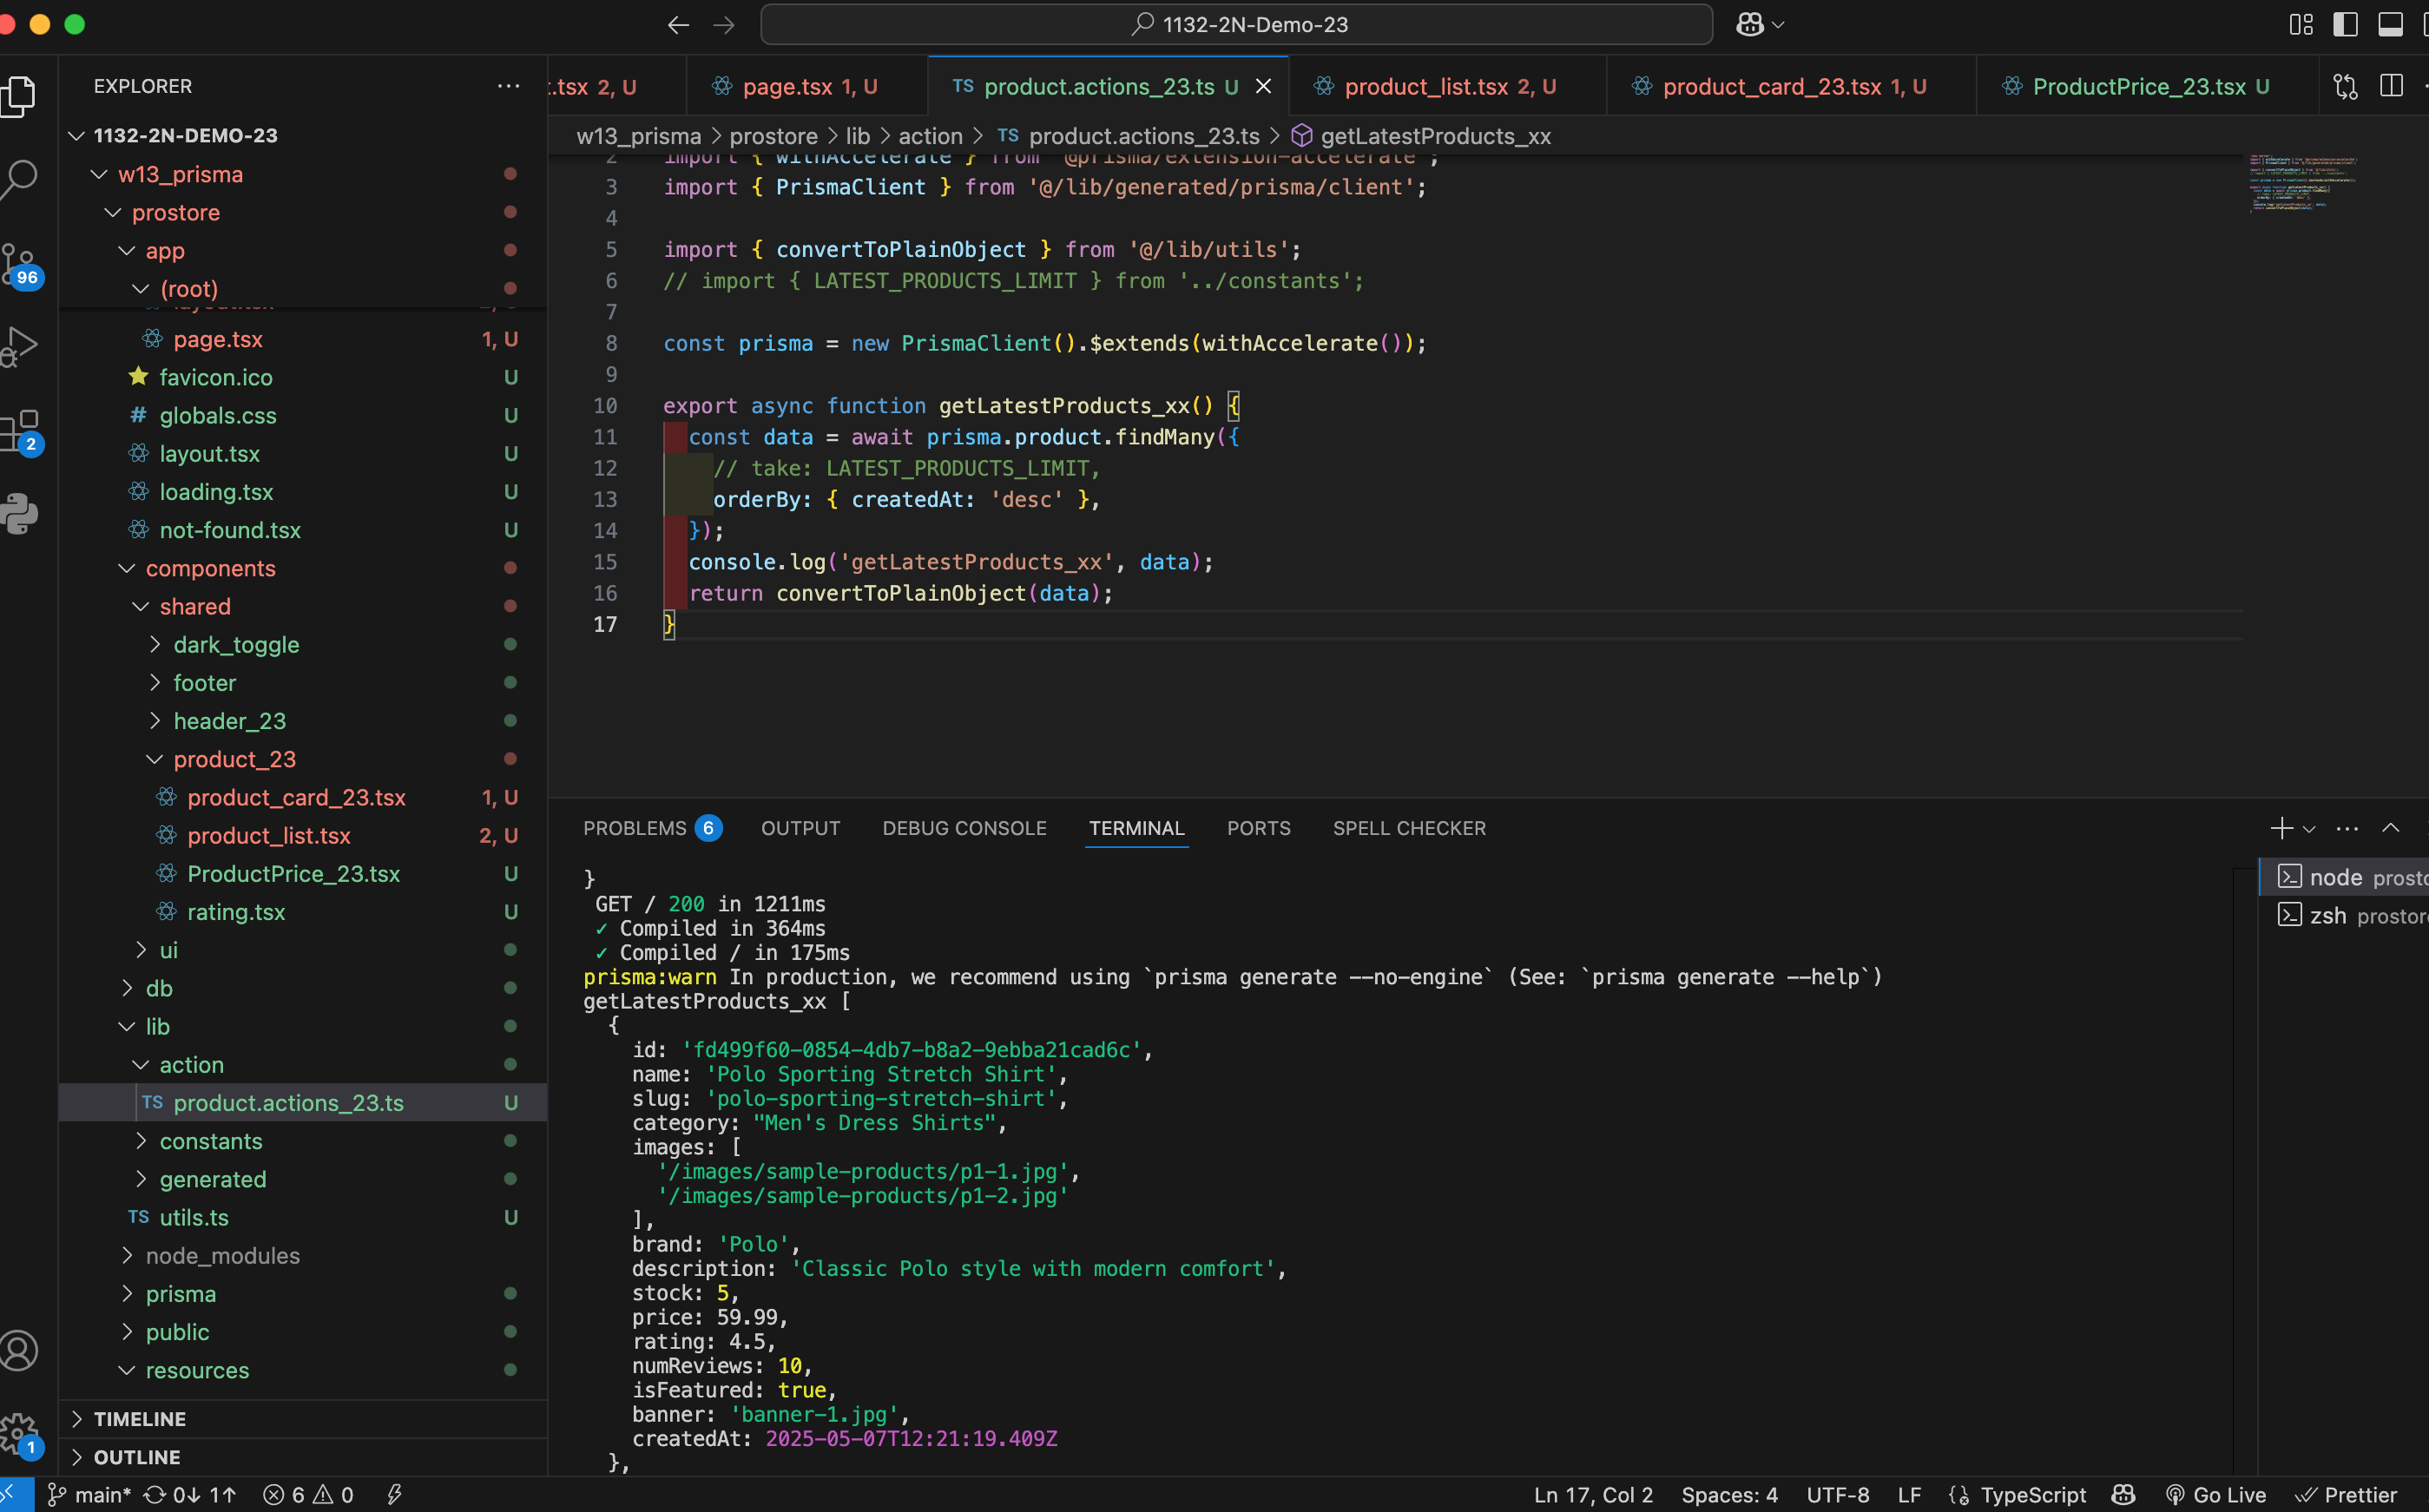 1132-2N-Demo-23
EXPLORER
1132-2N-DEMO-23
w13_prisma
prostore
app
(root)
page.tsx 1, U
favicon.ico U
globals.css U
layout.tsx U
loading.tsx U
not-found.tsx U
components
shared
dark_toggle
footer
header_23
product_23
product_card_23.tsx 1, U
product_list.tsx 2, U
ProductPrice_23.tsx U
rating.tsx U
ui
db
lib
action
TS product.actions_23.ts U
constants
generated
TS utils.ts U
node_modules
prisma
public
resources
TIMELINE
OUTLINE
96
2
1
.tsx 2, U
page.tsx 1, U
TS product.actions_23.ts U
product_list.tsx 2, U
product_card_23.tsx 1, U
ProductPrice_23.tsx U
w13_prisma > prostore > lib > action > TS product.actions_23.ts > getLatestProducts_xx
2 import { withAccelerate } from '@prisma/extension-accelerate';
3 import { PrismaClient } from '@/lib/generated/prisma/client';
4
5 import { convertToPlainObject } from '@/lib/utils';
6 // import { LATEST_PRODUCTS_LIMIT } from '../constants';
7
8 const prisma = new PrismaClient().$extends(withAccelerate());
9
10 export async function getLatestProducts_xx() {
11 const data = await prisma.product.findMany({
12 // take: LATEST_PRODUCTS_LIMIT,
13 orderBy: { createdAt: 'desc' },
14 });
15 console.log('getLatestProducts_xx', data);
16 return convertToPlainObject(data);
17 }
PROBLEMS 6 OUTPUT DEBUG CONSOLE TERMINAL PORTS SPELL CHECKER
}
GET / 200 in 1211ms
✓ Compiled in 364ms
✓ Compiled / in 175ms
prisma:warn In production, we recommend using `prisma generate --no-engine` (See: `prisma generate --help`)
getLatestProducts_xx [
{
id: 'fd499f60-0854-4db7-b8a2-9ebba21cad6c',
name: 'Polo Sporting Stretch Shirt',
slug: 'polo-sporting-stretch-shirt',
category: "Men's Dress Shirts",
images: [
'/images/sample-products/p1-1.jpg',
'/images/sample-products/p1-2.jpg'
],
brand: 'Polo',
description: 'Classic Polo style with modern comfort',
stock: 5,
price: 59.99,
rating: 4.5,
numReviews: 10,
isFeatured: true,
banner: 'banner-1.jpg',
createdAt: 2025-05-07T12:21:19.409Z
},
node prosto
zsh prostor
main* 0↓ 1↑ 6 0
Ln 17, Col 2 Spaces: 4 UTF-8 LF TypeScript Go Live Prettier